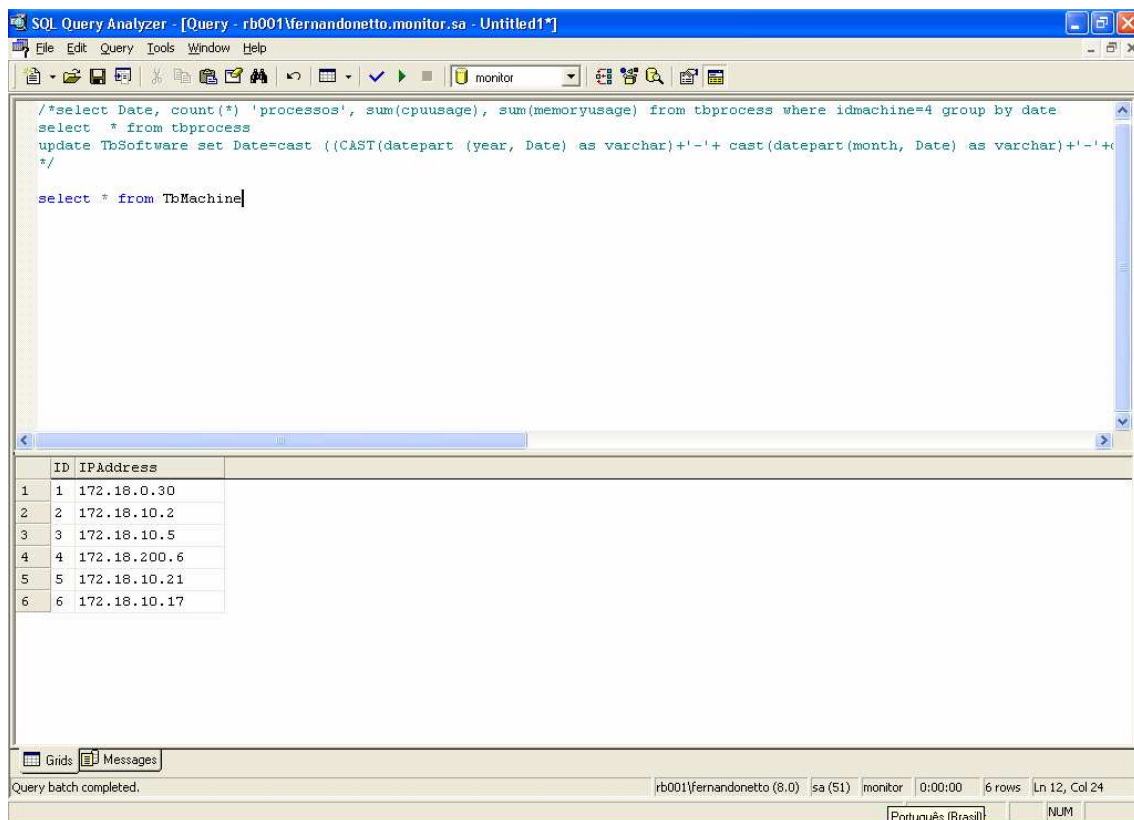 SQL Query Analyzer - [Query - rb001\fernandonetto.monitor.sa - Untitled1*]
File Edit Query Tools Window Help
monitor
/*select Date, count(*) 'processos', sum(cpuusage), sum(memoryusage) from tbprocess where idmachine=4 group by date
select * from tbprocess
update TbSoftware set Date=cast ((CAST(datepart (year, Date) as varchar)+'-'+ cast(datepart(month, Date) as varchar)+'-'+
*/
select * from TbMachine
ID IPAddress
1 1 172.18.0.30
2 2 172.18.10.2
3 3 172.18.10.5
4 4 172.18.200.6
5 5 172.18.10.21
6 6 172.18.10.17
Grids Messages
Query batch completed. rb001\fernandonetto (8.0) sa (51) monitor 0:00:00 6 rows Ln 12, Col 24
Português (Brasil) NUM